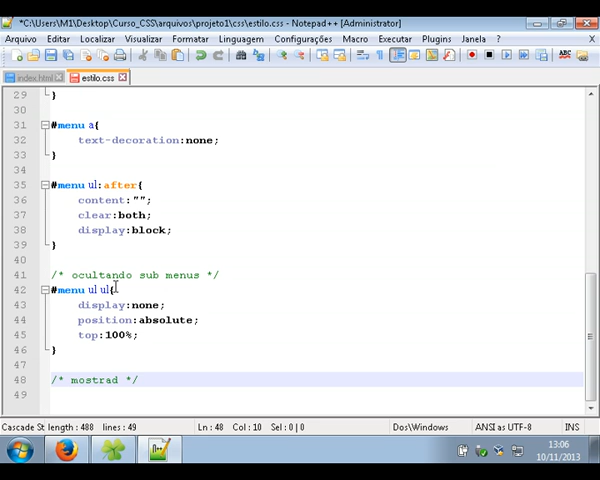 *C:\Users\M1\Desktop\Curso_CSS\arquivos\projeto1\css\estilo.css - Notepad++ [Administrator]
Arquivo Editar Localizar Visualizar Formatar Linguagem Configurações Macro Executar Plugins Janela ? X
index.html estilo.css
29 }
30
31 #menu a{
32 text-decoration:none;
33 }
34
35 #menu ul:after{
36 content:"";
37 clear:both;
38 display:block;
39 }
40
41 /* ocultando sub menus */
42 #menu ul ul{
43 display:none;
44 position:absolute;
45 top:100%;
46 }
47
48 /* mostrad */
49
Cascade St length : 488 lines : 49 Ln : 48 Col : 10 Sel : 0 | 0 Dos\Windows ANSI as UTF-8 INS
13:06
10/11/2013